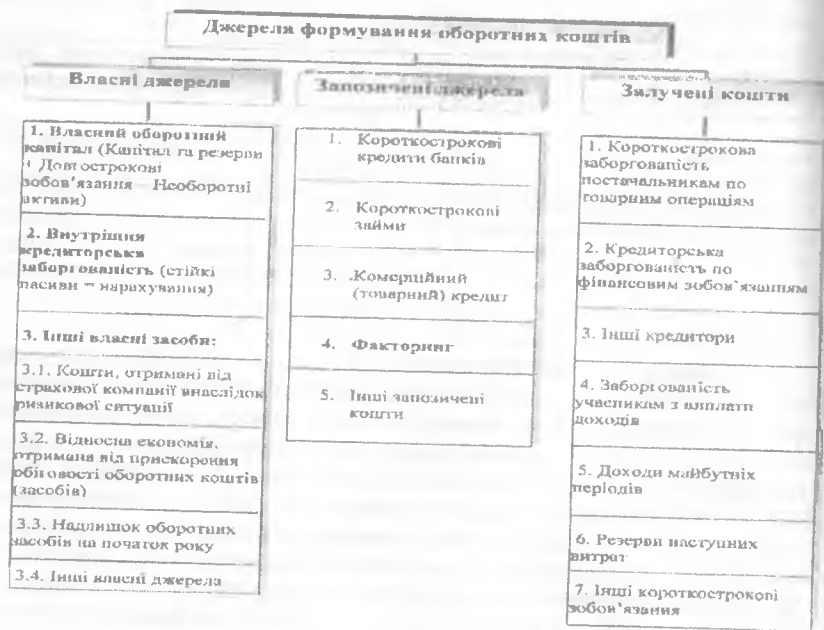 Джерела формування оборотних коштів
Власні джерела
1. Власний оборотний
капітал (Капітал та резерви
+ Довгострокові
зобов'язання – Необоротні
активи)
2. Внутрішня
кредиторська
заборгованість (стійкі
пасиви – нарахування)
3. Інші власні засоби:
3.1. Кошти, отримані від
страхової компанії внаслідок
ризикової ситуації
3.2. Відносна економія,
отримана від прискорення
обіговості оборотних коштів
(засобів)
3.3. Надлишок оборотних
засобів на початок року
3.4. Інші власні джерела
Запозичені джерела
1. Короткострокові
кредити банків
2. Короткострокові
займи
3. Комерційний
(товарний) кредит
4. Факторинг
5. Інші запозичені
кошти
Залучені кошти
1. Короткострокова
заборгованість
постачальникам по
товарним операціям
2. Кредиторська
заборгованість по
фінансовим зобов'язанням
3. Інші кредитори
4. Заборгованість
учасникам з виплати
доходів
5. Доходи майбутніх
періодів
6. Резерви наступних
витрат
7. Інші короткострокові
зобов'язання